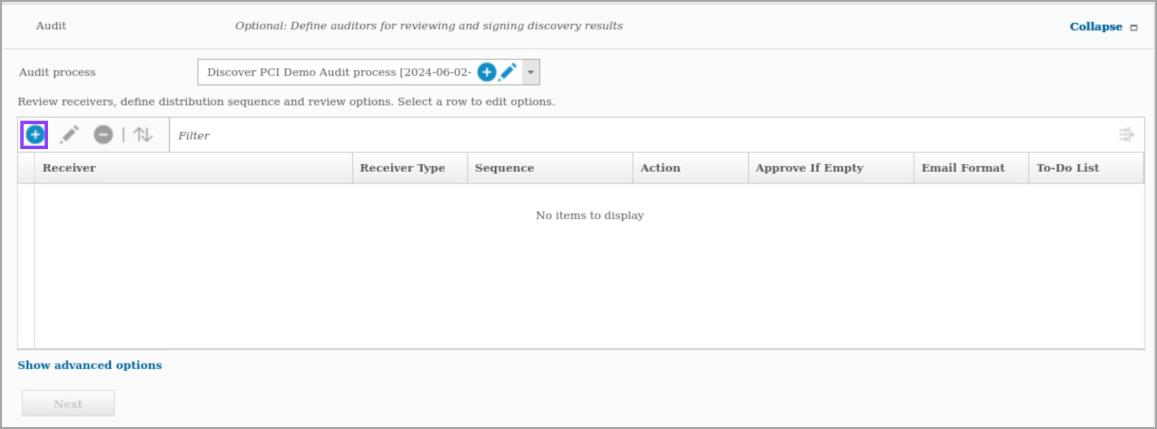 Audit Optional: Define auditors for reviewing and signing discovery results Collapse
Audit process Discover PCI Demo Audit process [2024-06-02-
Review receivers, define distribution sequence and review options. Select a row to edit options.
Filter
Receiver Receiver Type Sequence Action Approve If Empty Email Format To-Do List
No items to display
Show advanced options
Next